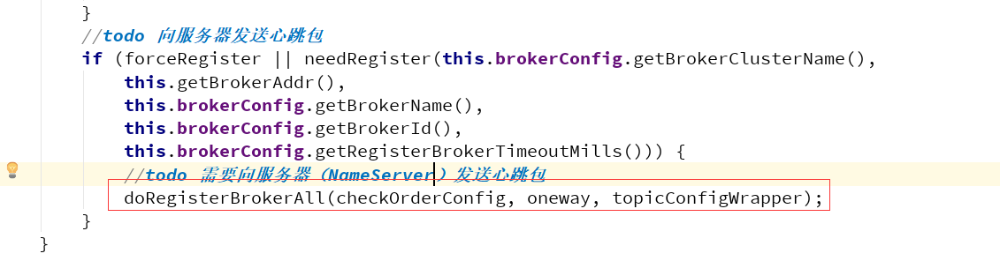 }
//todo 向服务器发送心跳包
if (forceRegister || needRegister(this.brokerConfig.getBrokerClusterName(),
this.getBrokerAddr(),
this.brokerConfig.getBrokerName(),
this.brokerConfig.getBrokerId(),
this.brokerConfig.getRegisterBrokerTimeoutMills())) {
//todo 需要向服务器（NameServer）发送心跳包
doRegisterBrokerAll(checkOrderConfig, oneway, topicConfigWrapper);
}
}